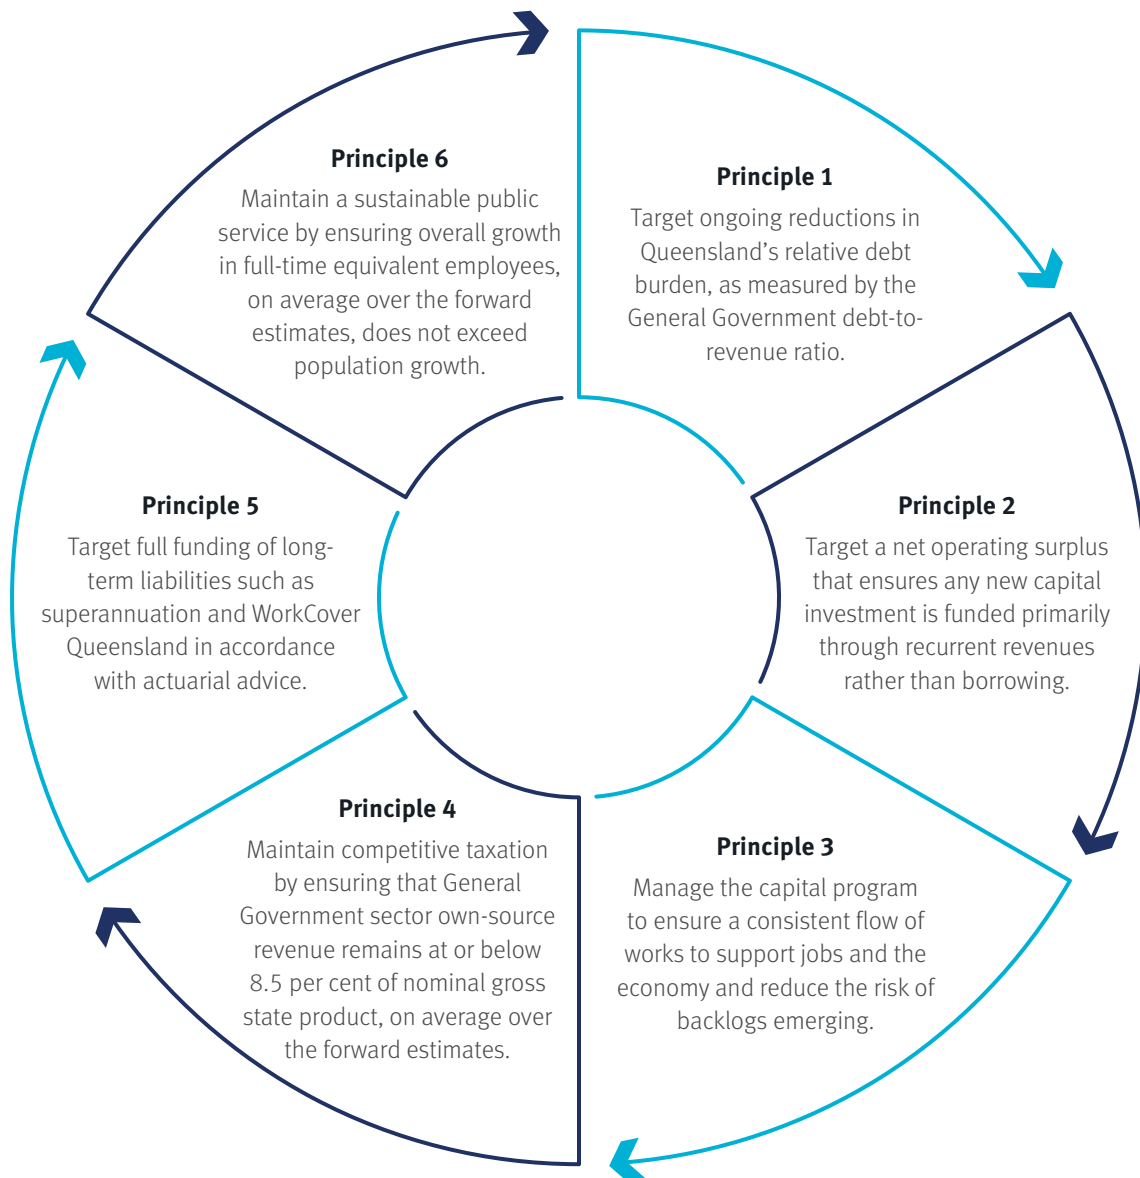 Principle 1
Target ongoing reductions in
Queensland’s relative debt
burden, as measured by the
General Government debt-to-
revenue ratio.
Principle 2
Target a net operating surplus
that ensures any new capital
investment is funded primarily
through recurrent revenues
rather than borrowing.
Principle 3
Manage the capital program
to ensure a consistent flow of
works to support jobs and the
economy and reduce the risk of
backlogs emerging.
Principle 4
Maintain competitive taxation
by ensuring that General
Government sector own-source
revenue remains at or below
8.5 per cent of nominal gross
state product, on average over
the forward estimates.
Principle 5
Target full funding of long-
term liabilities such as
superannuation and WorkCover
Queensland in accordance
with actuarial advice.
Principle 6
Maintain a sustainable public
service by ensuring overall growth
in full-time equivalent employees,
on average over the forward
estimates, does not exceed
population growth.